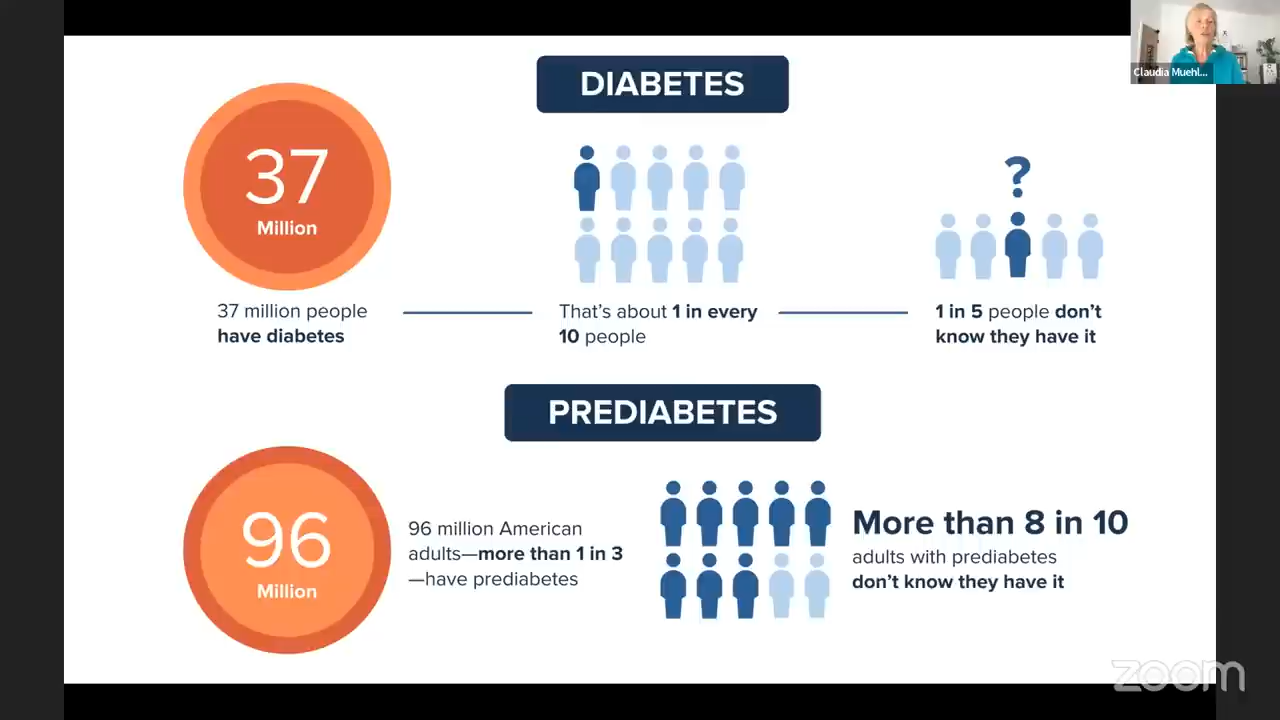 Claudia Muehl...
DIABETES
37
Million
?
37 million people
have diabetes
That's about 1 in every
10 people
1 in 5 people don't
know they have it
PREDIABETES
96
Million
96 million American
adults—more than 1 in 3
—have prediabetes
More than 8 in 10
adults with prediabetes
don't know they have it
zoom